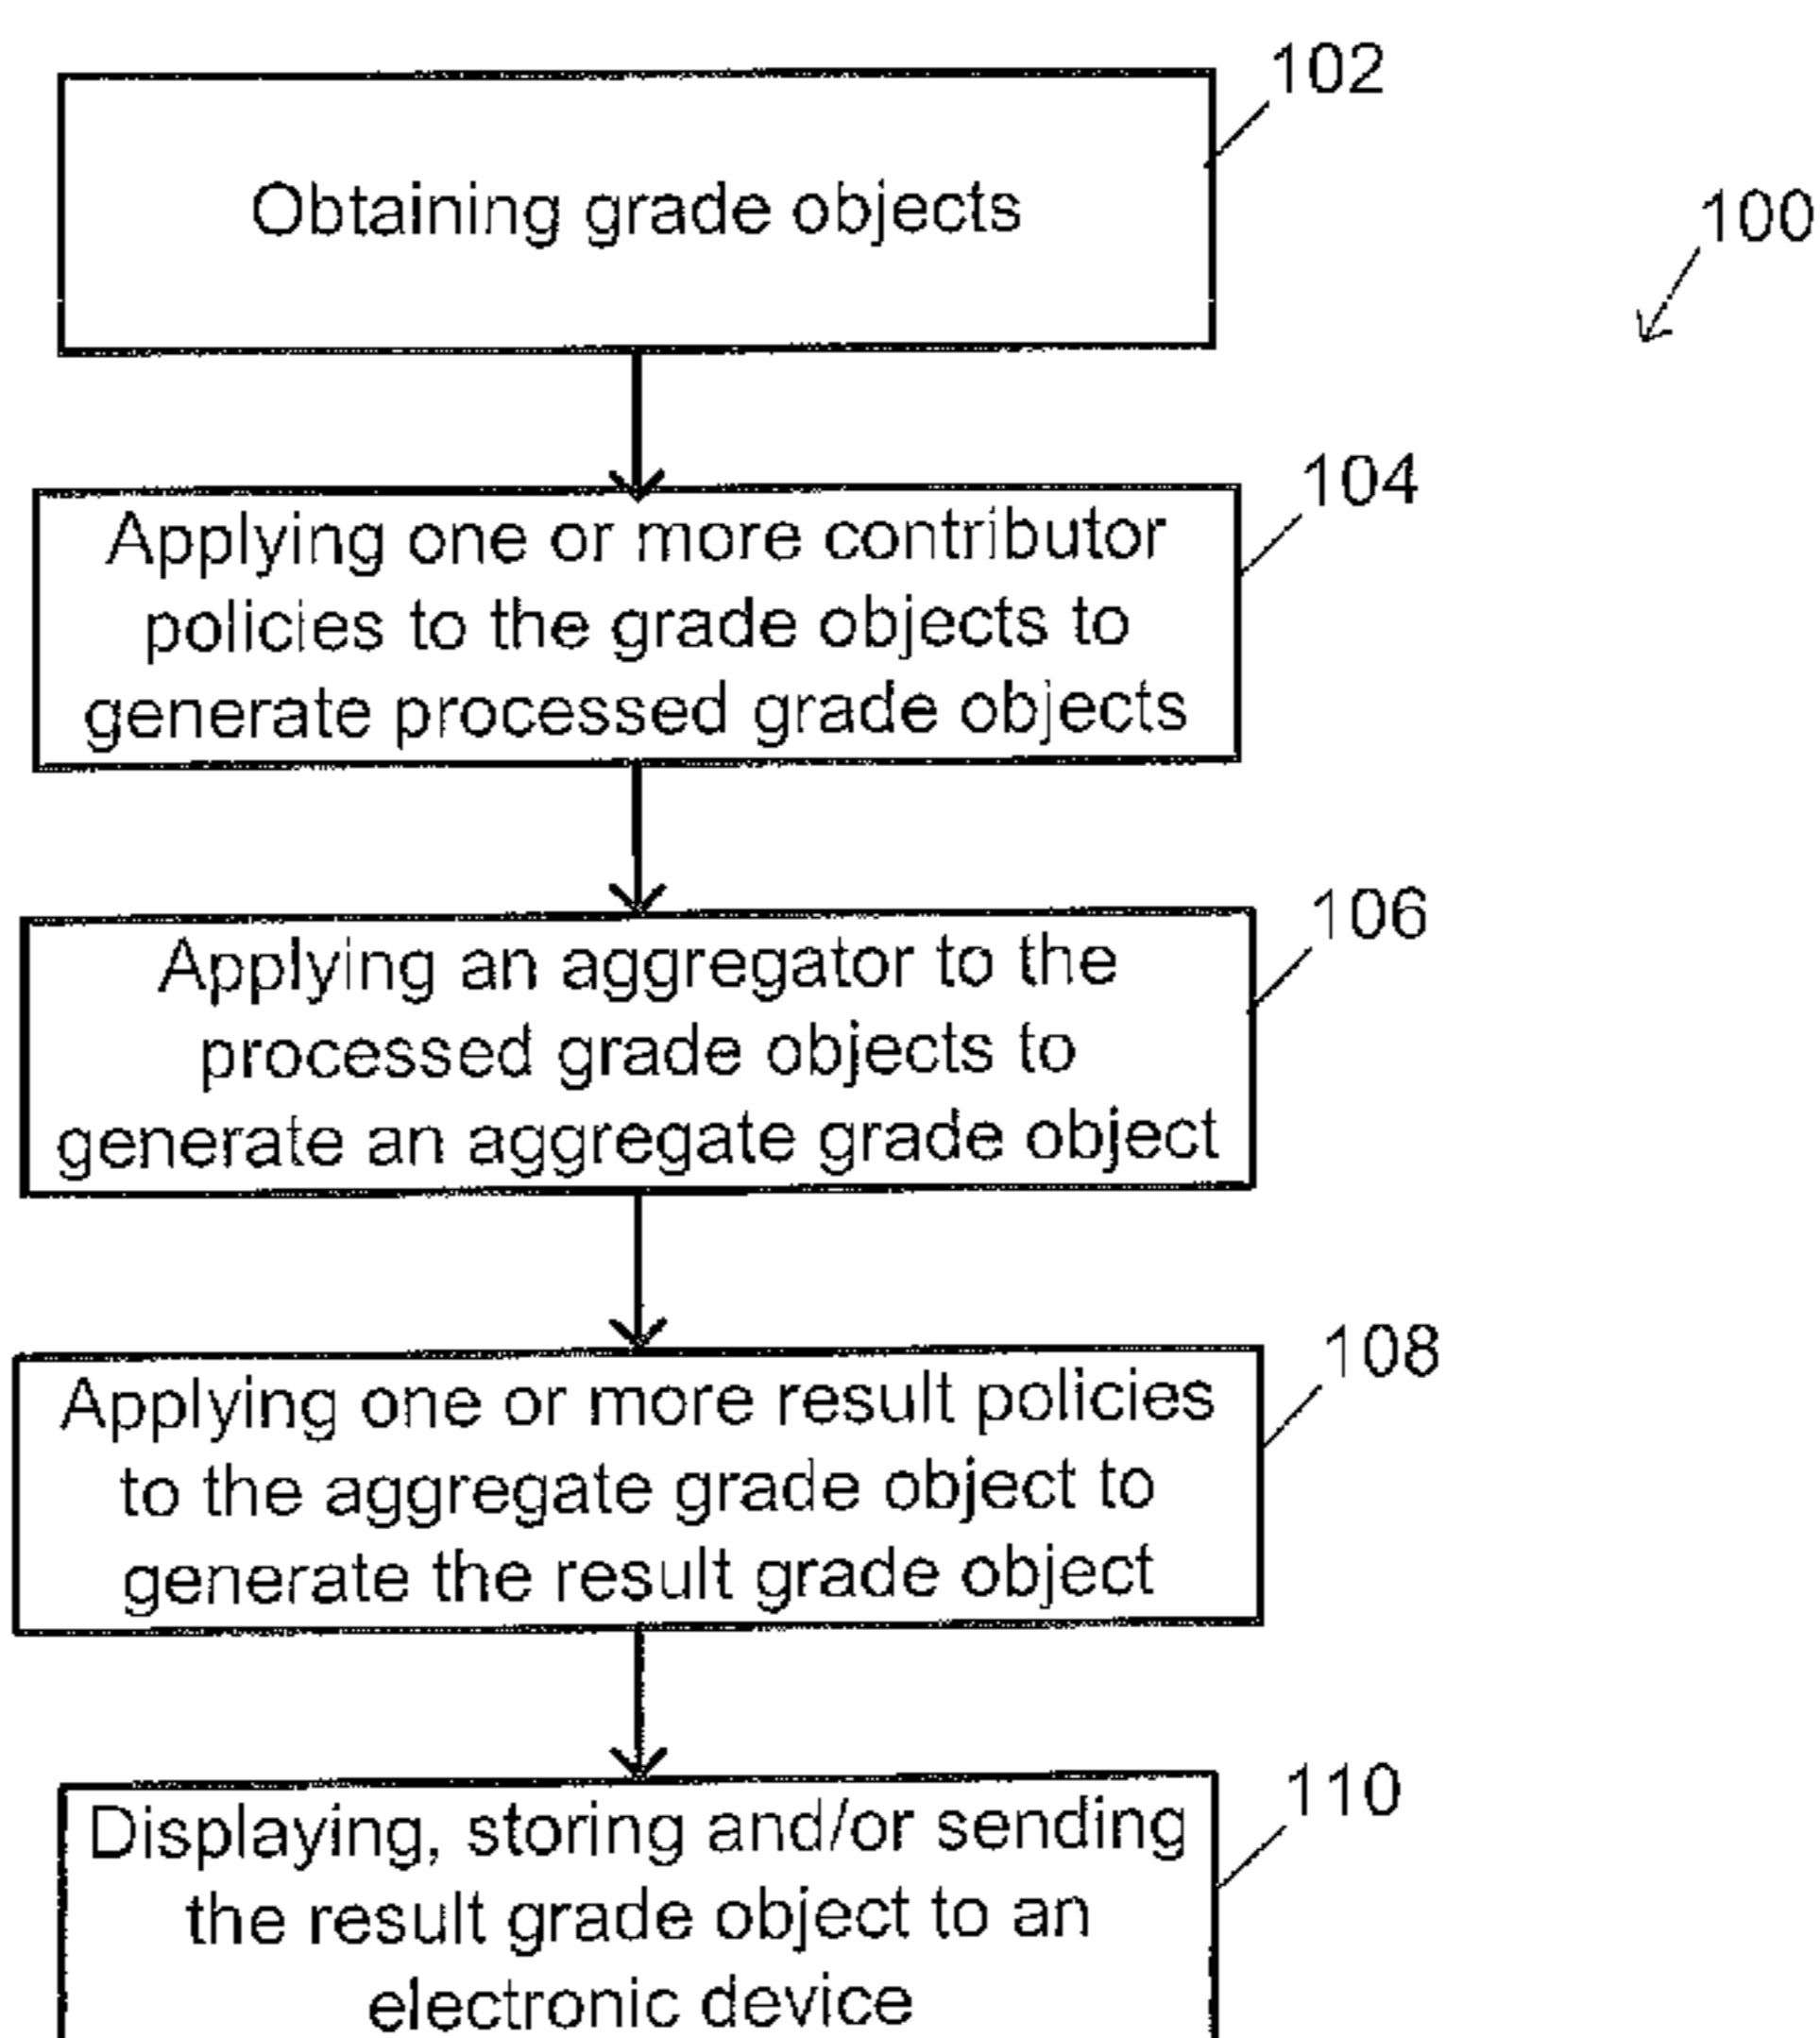 102
Obtaining grade objects
100
104
Applying one or more contributor
policies to the grade objects to
generate processed grade objects
106
Applying an aggregator to the
processed grade objects to
generate an aggregate grade object
108
Applying one or more result policies
to the aggregate grade object to
generate the result grade object
110
Displaying, storing and/or sending
the result grade object to an
electronic device